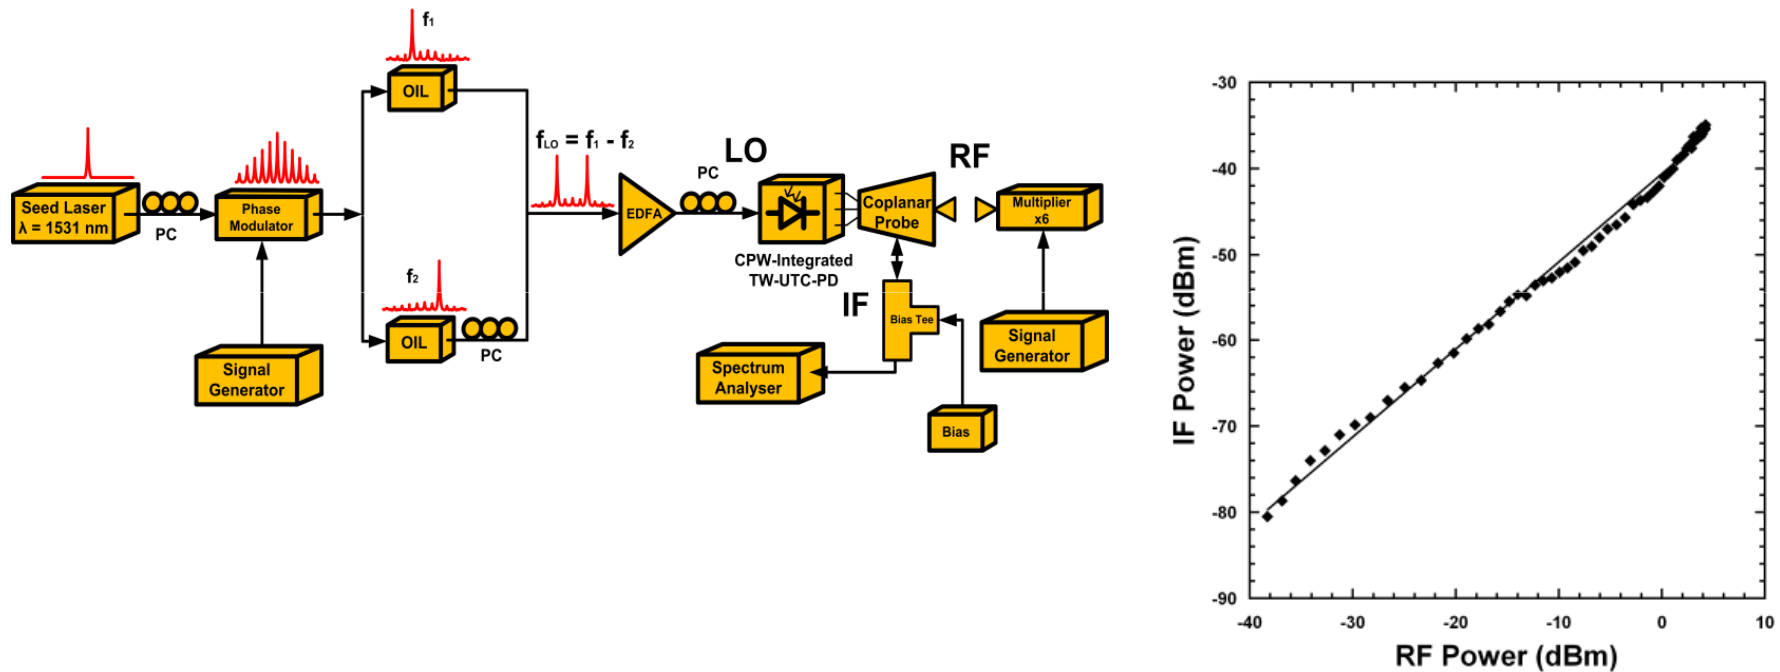 f1
OIL
fLO = f1 - f2
LO
RF
PC
Seed Laser
λ = 1531 nm
PC
Phase
Modulator
EDFA
Coplanar
Probe
Multiplier
x6
CPW-Integrated
TW-UTC-PD
f2
OIL
PC
IF
Bias Tee
Signal
Generator
Signal
Generator
Spectrum
Analyser
Bias
IF Power (dBm)
-30
-40
-50
-60
-70
-80
-90
-40
-30
-20
-10
0
10
RF Power (dBm)